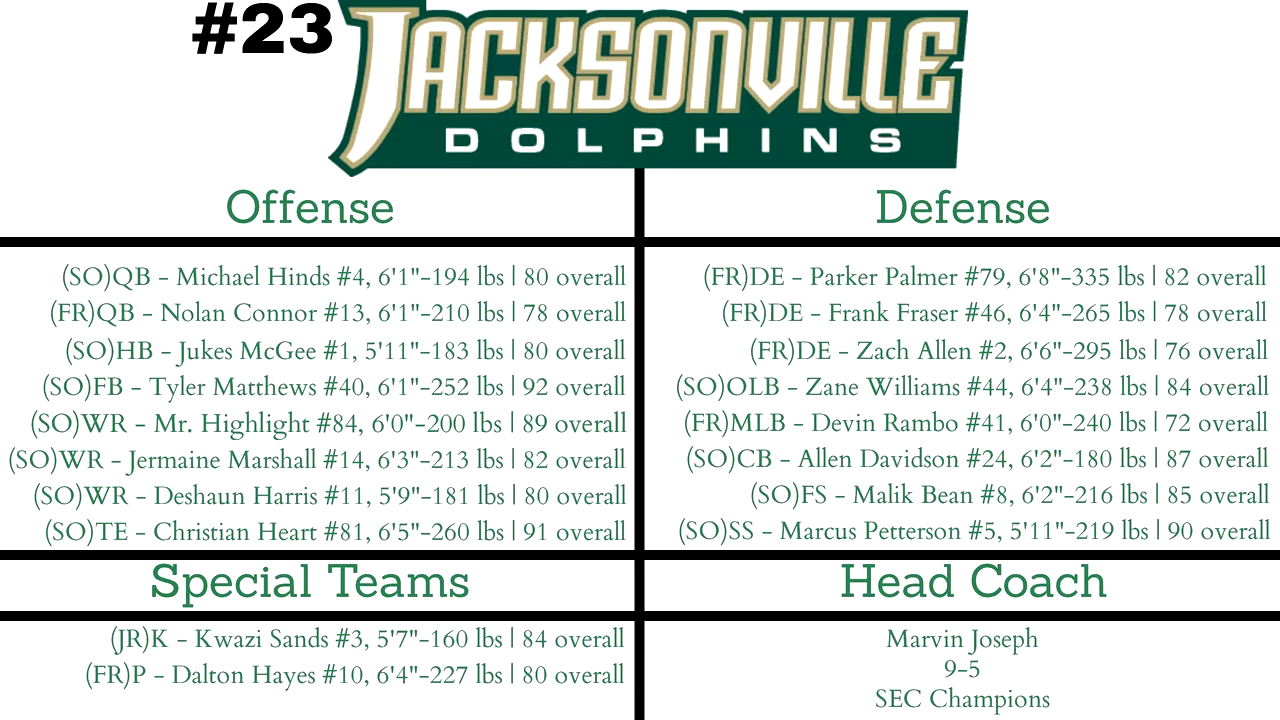 #23
JACKSONVILLE
DOLPHINS
Offense
(SO)QB - Michael Hinds #4, 6'1"-194 lbs | 80 overall
(FR)QB - Nolan Connor #13, 6'1"-210 lbs | 78 overall
(SO)HB - Jukes McGee #1, 5'11"-183 lbs | 80 overall
(SO)FB - Tyler Matthews #40, 6'1"-252 lbs | 92 overall
(SO)WR - Mr. Highlight #84, 6'0"-200 lbs | 89 overall
(SO)WR - Jermaine Marshall #14, 6'3"-213 lbs | 82 overall
(SO)WR - Deshaun Harris #11, 5'9"-181 lbs | 80 overall
(SO)TE - Christian Heart #81, 6'5"-260 lbs | 91 overall
Defense
(FR)DE - Parker Palmer #79, 6'8"-335 lbs | 82 overall
(FR)DE - Frank Fraser #46, 6'4"-265 lbs | 78 overall
(FR)DE - Zach Allen #2, 6'6"-295 lbs | 76 overall
(SO)OLB - Zane Williams #44, 6'4"-238 lbs | 84 overall
(FR)MLB - Devin Rambo #41, 6'0"-240 lbs | 72 overall
(SO)CB - Allen Davidson #24, 6'2"-180 lbs | 87 overall
(SO)FS - Malik Bean #8, 6'2"-216 lbs | 85 overall
(SO)SS - Marcus Petterson #5, 5'11"-219 lbs | 90 overall
Special Teams
(JR)K - Kwazi Sands #3, 5'7"-160 lbs | 84 overall
(FR)P - Dalton Hayes #10, 6'4"-227 lbs | 80 overall
Head Coach
Marvin Joseph
9-5
SEC Champions